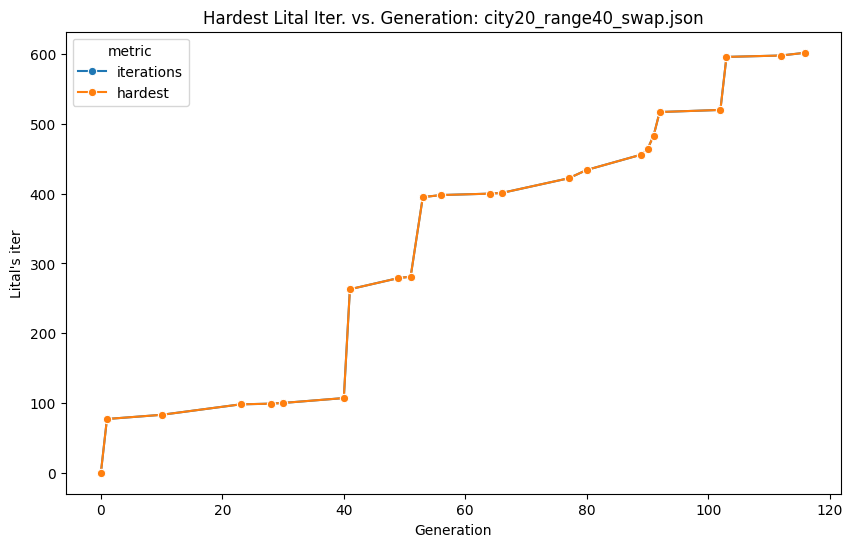 Hardest Lital Iter. vs. Generation: city20_range40_swap.json
metric
iterations
hardest
Lital's iter
600
500
400
300
200
100
0
0 20 40 60 80 100 120
Generation